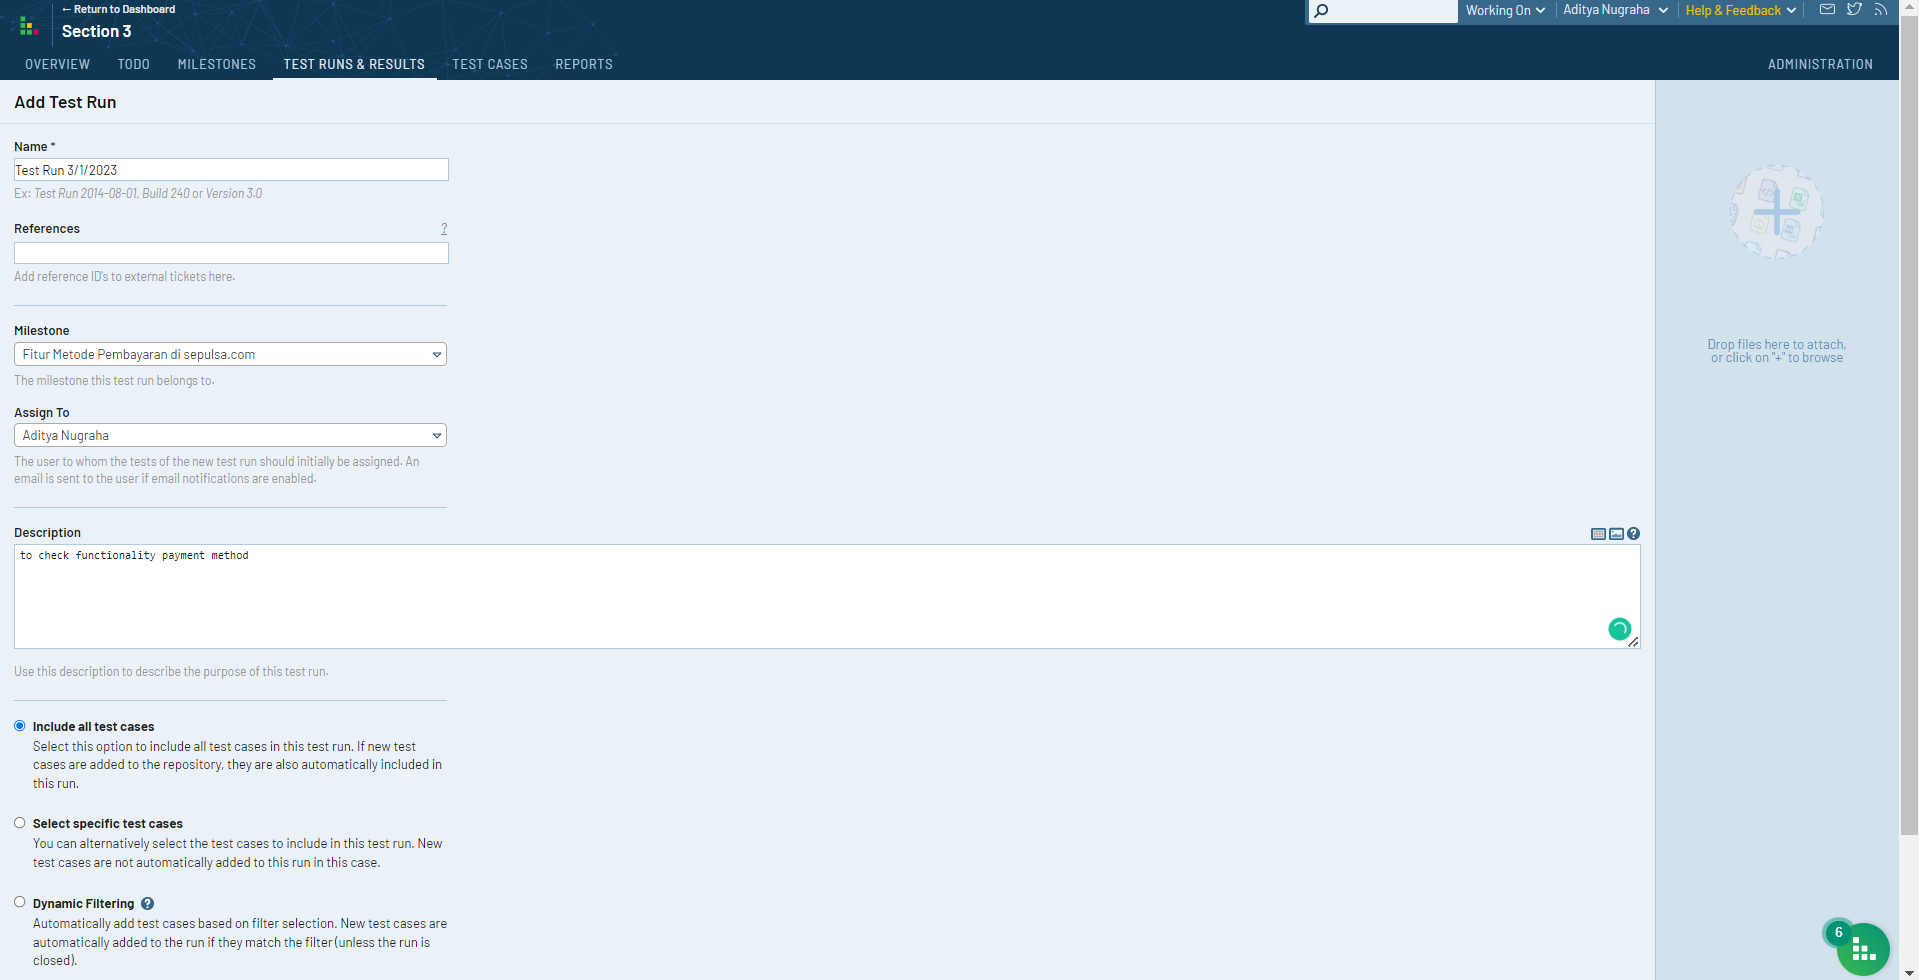 ← Return to Dashboard
Section 3
Working On
Aditya Nugraha
Help & Feedback
OVERVIEW
TODO
MILESTONES
TEST RUNS & RESULTS
TEST CASES
REPORTS
ADMINISTRATION
Add Test Run
Name *
Test Run 3/1/2023
Ex: Test Run 2014-08-01, Build 240 or Version 3.0
References
?
Add reference ID's to external tickets here.
Milestone
Fitur Metode Pembayaran di sepulsa.com
The milestone this test run belongs to.
Assign To
Aditya Nugraha
The user to whom the tests of the new test run should initially be assigned. An
email is sent to the user if email notifications are enabled.
Description
?
to check functionality payment method
Use this description to describe the purpose of this test run.
Include all test cases
Select this option to include all test cases in this test run. If new test
cases are added to the repository, they are also automatically included in
this run.
Select specific test cases
You can alternatively select the test cases to include in this test run. New
test cases are not automatically added to this run in this case.
Dynamic Filtering ?
Automatically add test cases based on filter selection. New test cases are
automatically added to the run if they match the filter (unless the run is
closed).
Drop files here to attach,
or click on "+" to browse
6